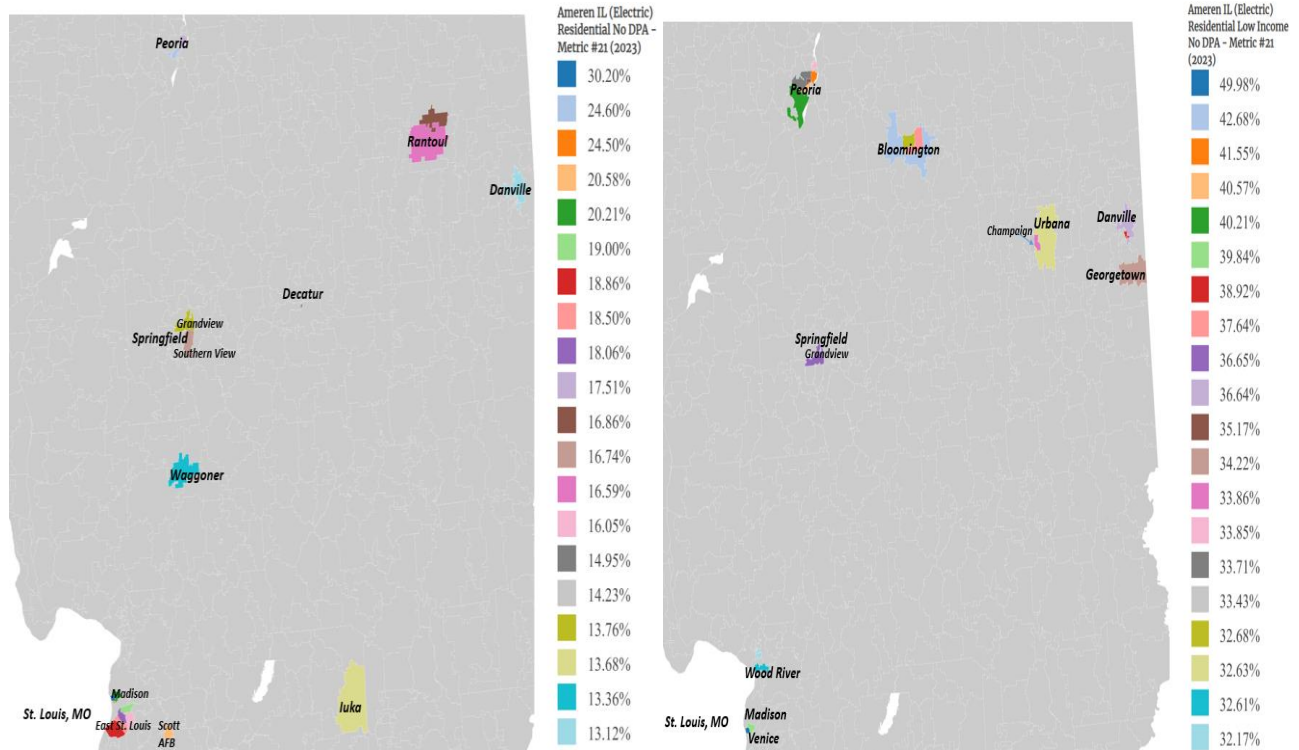 Ameren IL (Electric)
Residential No DPA –
Metric #21 (2023)
30.20%
24.60%
24.50%
20.58%
20.21%
19.00%
18.86%
18.50%
18.06%
17.51%
16.86%
16.74%
16.59%
16.05%
14.95%
14.23%
13.76%
13.68%
13.36%
13.12%
Peoria
Rantoul
Danville
Decatur
Grandview
Springfield
Southern View
Waggoner
Madison
St. Louis, MO
East St. Louis
Scott
AFB
Iuka
Ameren IL (Electric)
Residential Low Income
No DPA – Metric #21
(2023)
49.98%
42.68%
41.55%
40.57%
40.21%
39.84%
38.92%
37.64%
36.65%
36.64%
35.17%
34.22%
33.86%
33.85%
33.71%
33.43%
32.68%
32.63%
32.61%
32.17%
Peoria
Bloomington
Champaign
Urbana
Danville
Georgetown
Springfield
Grandview
Wood River
St. Louis, MO
Madison
Venice